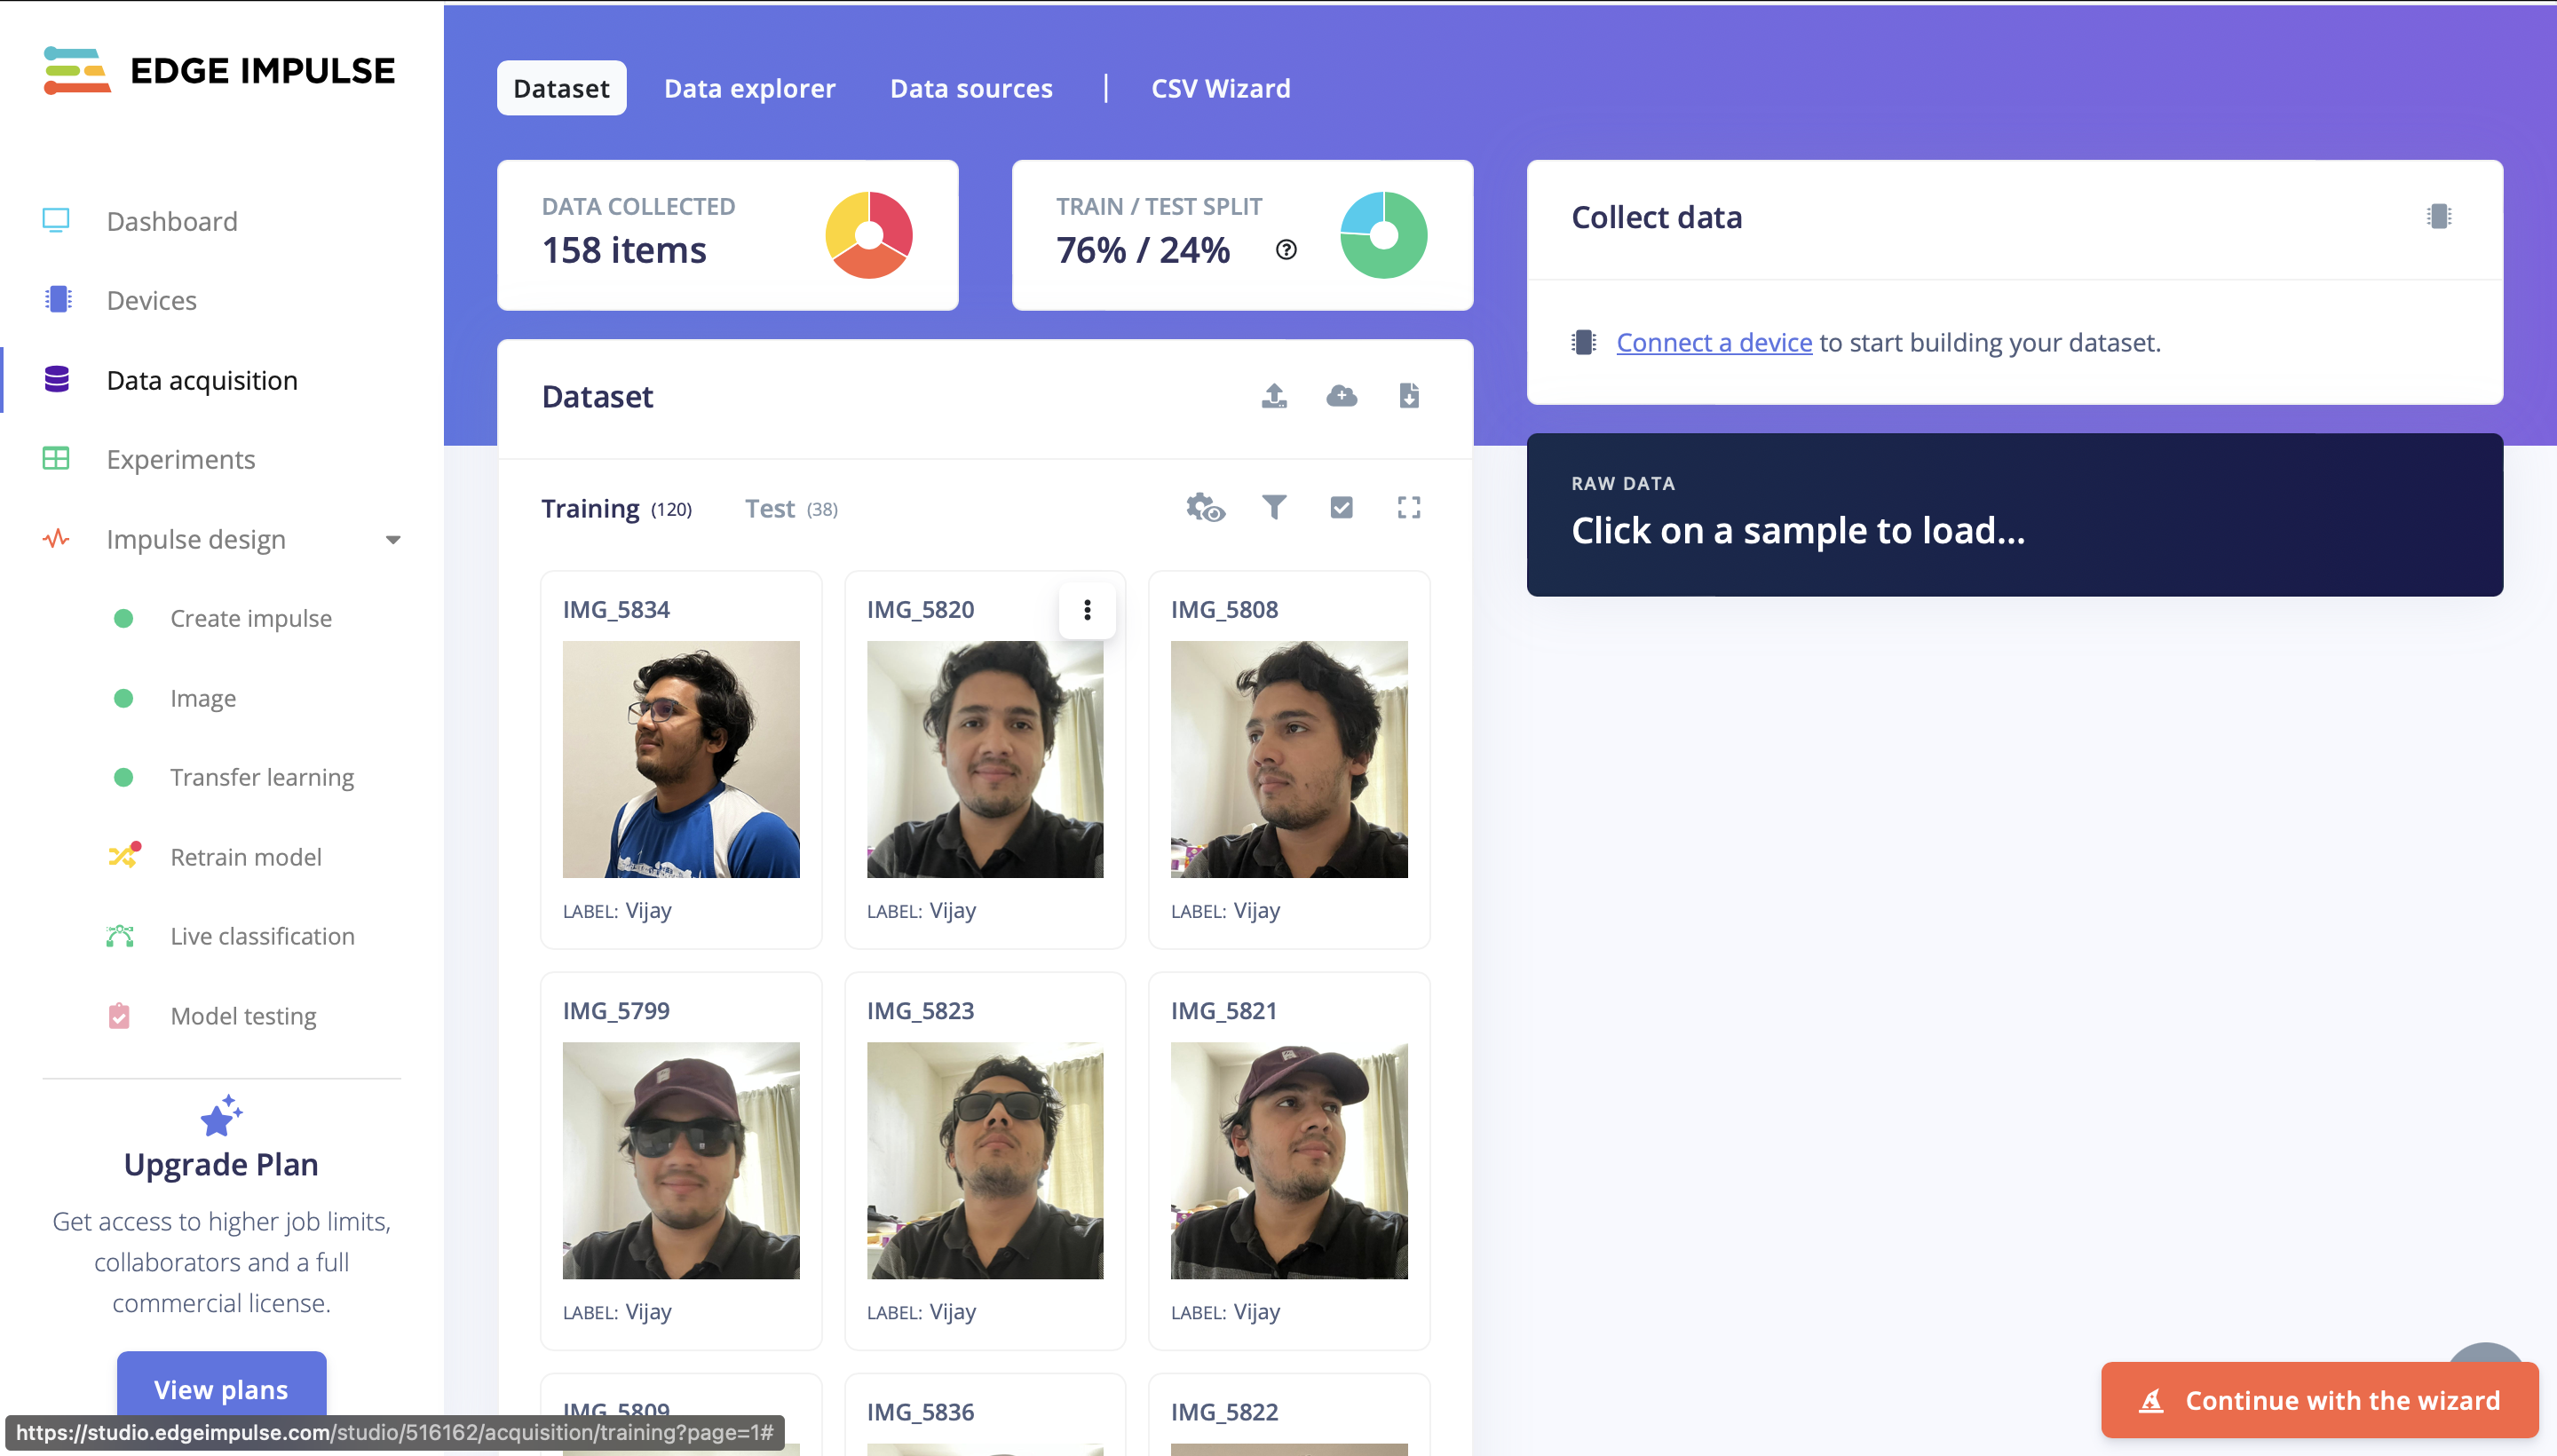 EDGE IMPULSE
Dashboard
Devices
Data acquisition
Experiments
Impulse design
Create impulse
Image
Transfer learning
Retrain model
Live classification
Model testing
Upgrade Plan
Get access to higher job limits,
collaborators and a full
commercial license.
View plans
https://studio.edgeimpulse.com/studio/516162/acquisition/training?page=1#
Dataset Data explorer Data sources | CSV Wizard
DATA COLLECTED
158 items
TRAIN / TEST SPLIT
76% / 24% ?
Dataset
Training (120) Test (38)
IMG_5834 IMG_5820 IMG_5808
LABEL: Vijay LABEL: Vijay LABEL: Vijay
IMG_5799 IMG_5823 IMG_5821
LABEL: Vijay LABEL: Vijay LABEL: Vijay
IMG_5809 IMG_5836 IMG_5822
Collect data
Connect a device to start building your dataset.
RAW DATA
Click on a sample to load...
Continue with the wizard